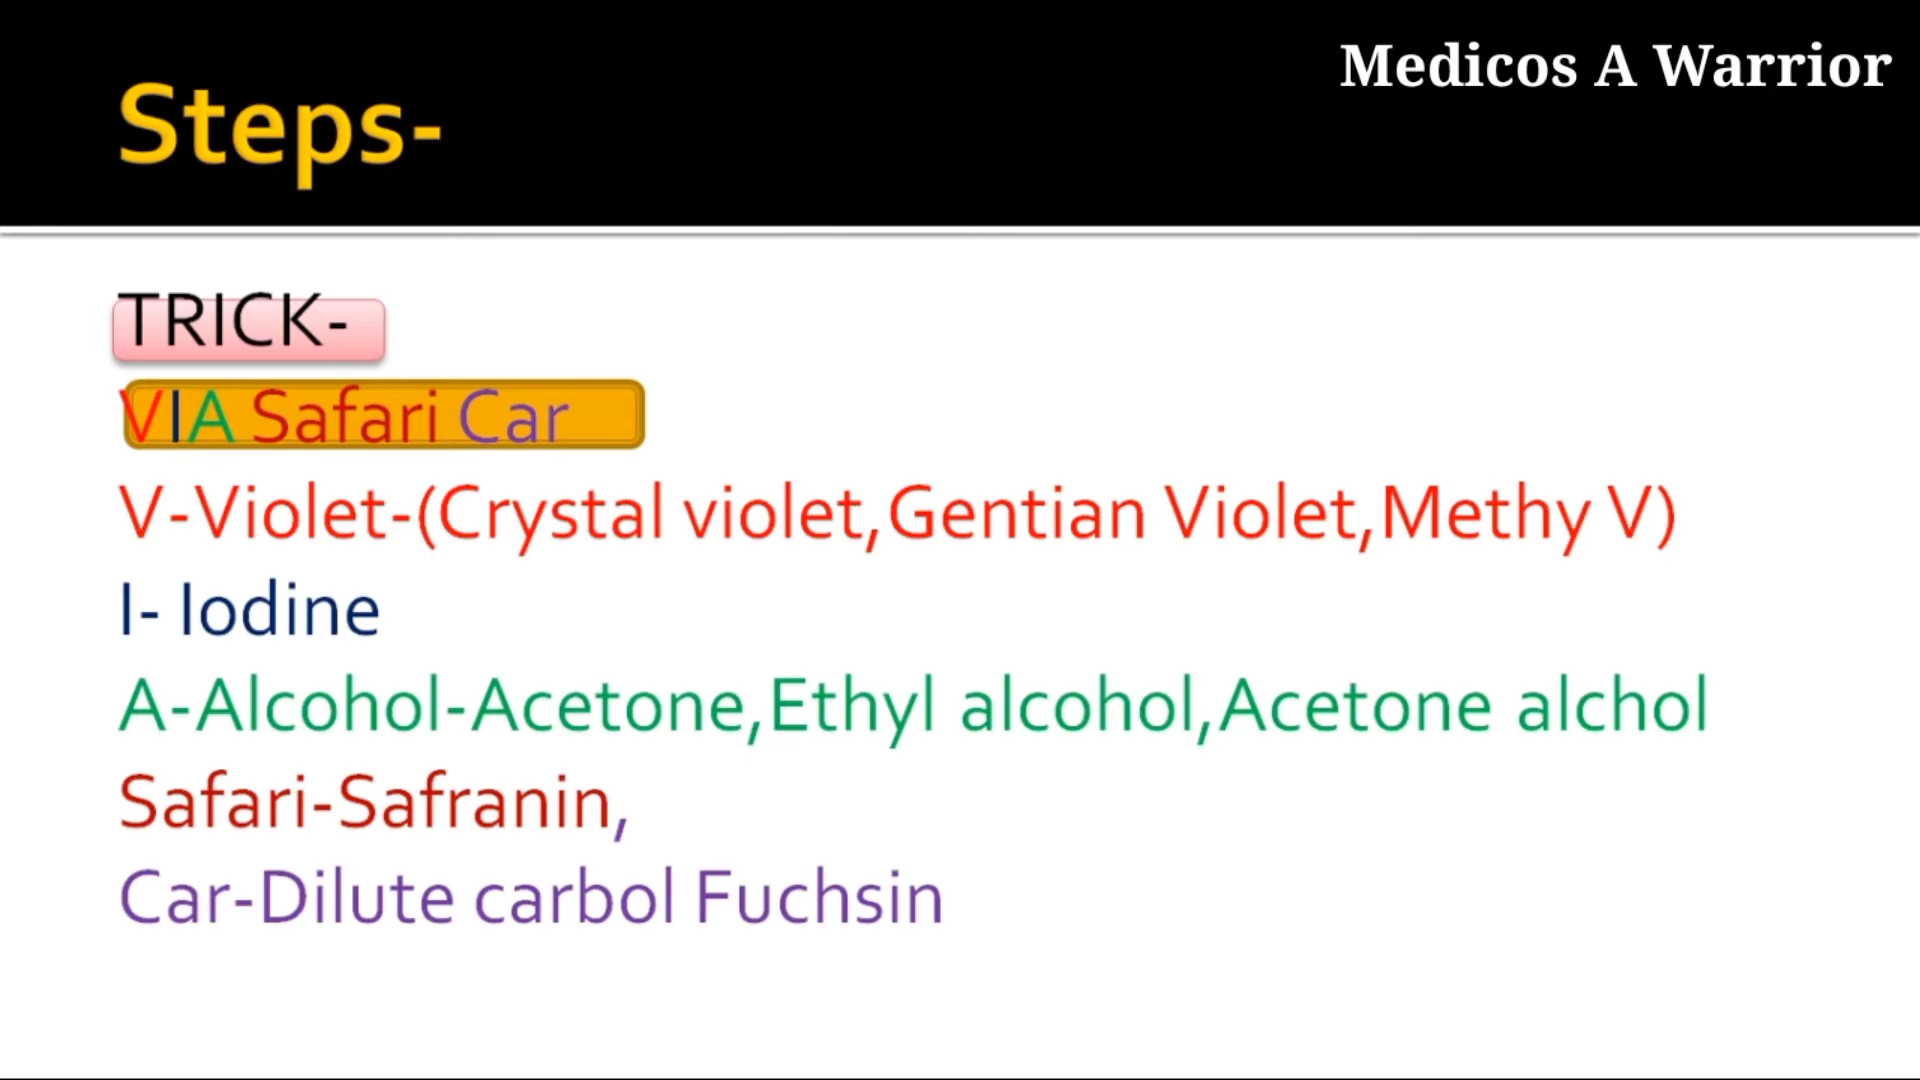 Medicos A Warrior
Steps-
TRICK-
VIA Safari Car
V-Violet-(Crystal violet,Gentian Violet,Methy V)
I- Iodine
A-Alcohol-Acetone,Ethyl alcohol,Acetone alchol
Safari-Safranin,
Car-Dilute carbol Fuchsin